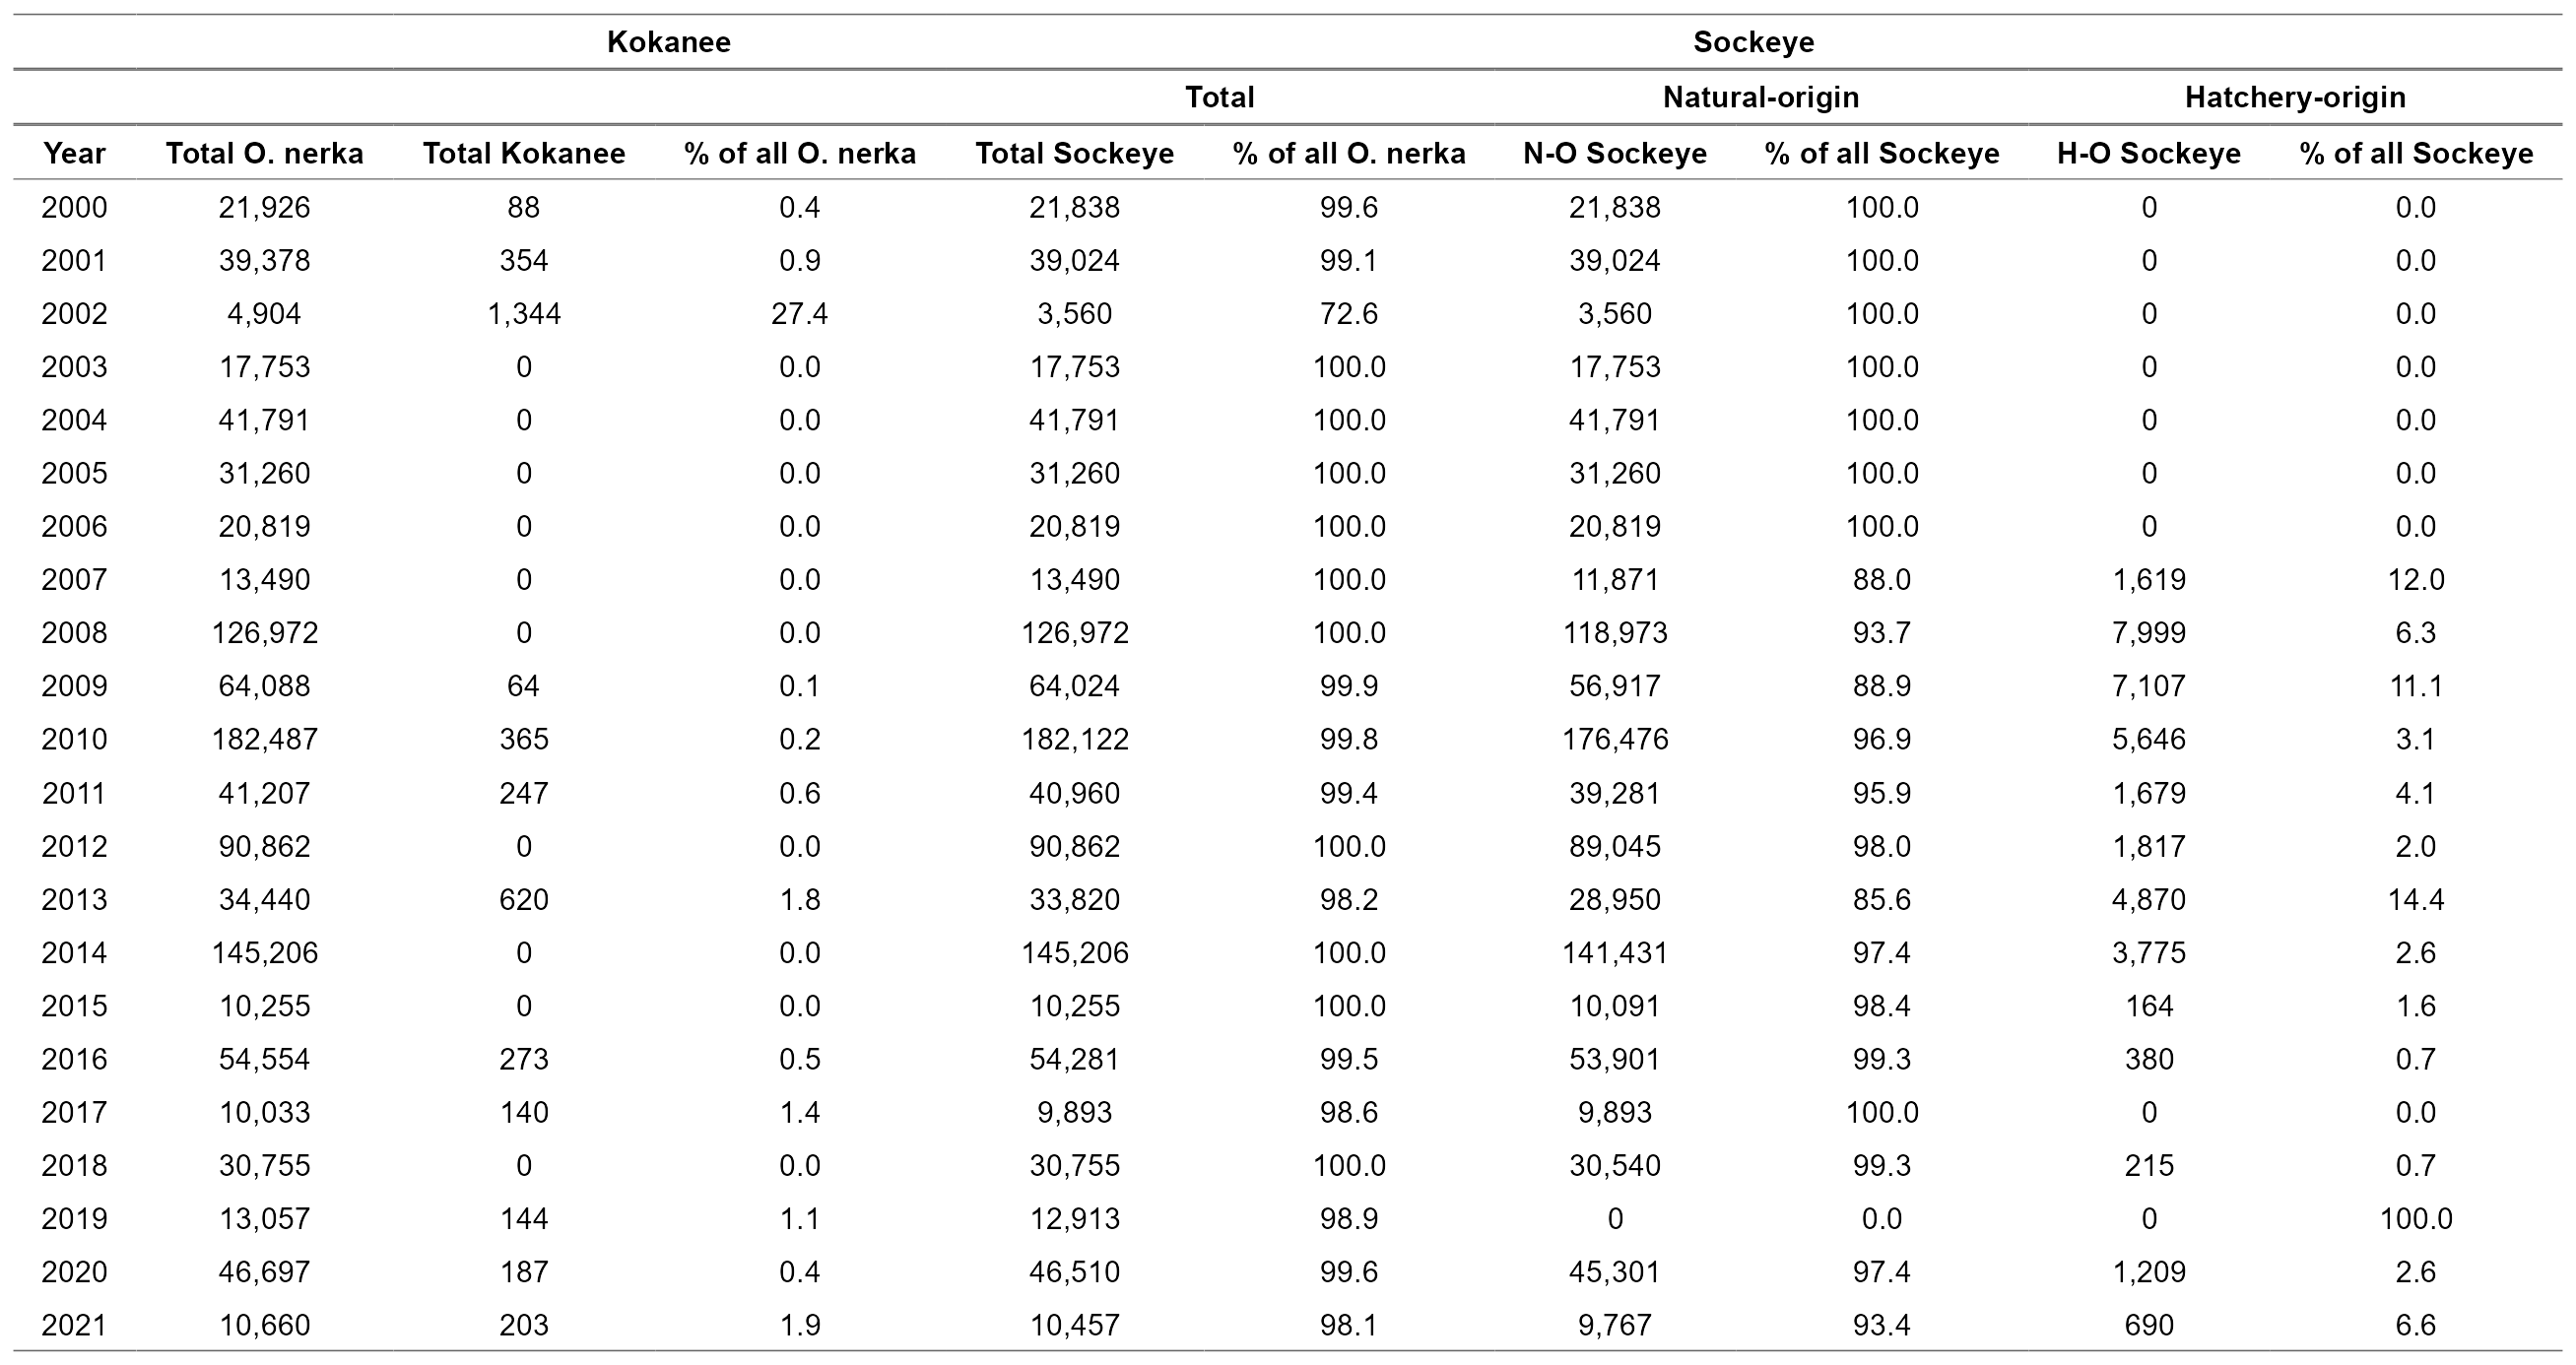 Kokanee Sockeye
Total Natural-origin Hatchery-origin
Year Total O. nerka Total Kokanee % of all O. nerka Total Sockeye % of all O. nerka N-O Sockeye % of all Sockeye H-O Sockeye % of all Sockeye
2000 21,926 88 0.4 21,838 99.6 21,838 100.0 0 0.0
2001 39,378 354 0.9 39,024 99.1 39,024 100.0 0 0.0
2002 4,904 1,344 27.4 3,560 72.6 3,560 100.0 0 0.0
2003 17,753 0 0.0 17,753 100.0 17,753 100.0 0 0.0
2004 41,791 0 0.0 41,791 100.0 41,791 100.0 0 0.0
2005 31,260 0 0.0 31,260 100.0 31,260 100.0 0 0.0
2006 20,819 0 0.0 20,819 100.0 20,819 100.0 0 0.0
2007 13,490 0 0.0 13,490 100.0 11,871 88.0 1,619 12.0
2008 126,972 0 0.0 126,972 100.0 118,973 93.7 7,999 6.3
2009 64,088 64 0.1 64,024 99.9 56,917 88.9 7,107 11.1
2010 182,487 365 0.2 182,122 99.8 176,476 96.9 5,646 3.1
2011 41,207 247 0.6 40,960 99.4 39,281 95.9 1,679 4.1
2012 90,862 0 0.0 90,862 100.0 89,045 98.0 1,817 2.0
2013 34,440 620 1.8 33,820 98.2 28,950 85.6 4,870 14.4
2014 145,206 0 0.0 145,206 100.0 141,431 97.4 3,775 2.6
2015 10,255 0 0.0 10,255 100.0 10,091 98.4 164 1.6
2016 54,554 273 0.5 54,281 99.5 53,901 99.3 380 0.7
2017 10,033 140 1.4 9,893 98.6 9,893 100.0 0 0.0
2018 30,755 0 0.0 30,755 100.0 30,540 99.3 215 0.7
2019 13,057 144 1.1 12,913 98.9 0 0.0 0 100.0
2020 46,697 187 0.4 46,510 99.6 45,301 97.4 1,209 2.6
2021 10,660 203 1.9 10,457 98.1 9,767 93.4 690 6.6